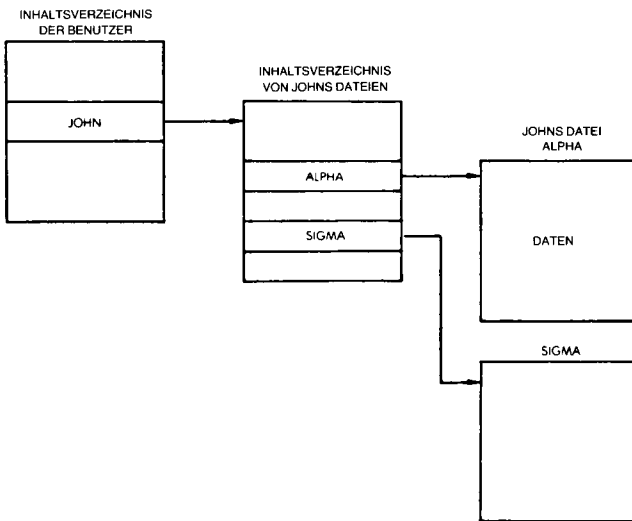 INHALTSVERZEICHNIS
DER BENUTZER
JOHN
INHALTSVERZEICHNIS
VON JOHNS DATEIEN
ALPHA
SIGMA
JOHNS DATEI
ALPHA
DATEN
SIGMA